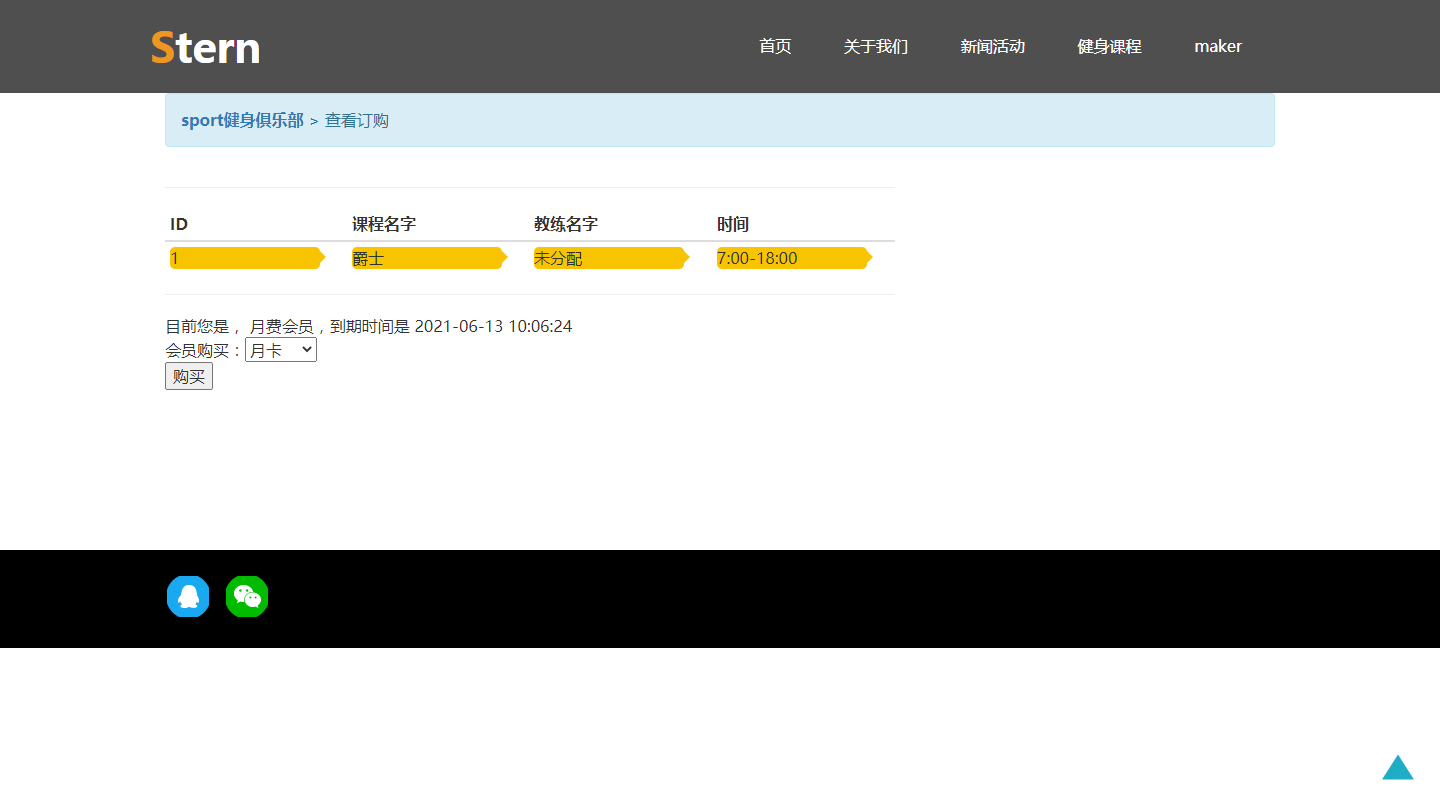 Stern 首页 关于我们 新闻活动 健身课程 maker
sport健身俱乐部 > 查看订购
ID 课程名字 教练名字 时间
1 爵士 未分配 7:00-18:00
目前您是， 月费会员，到期时间是 2021-06-13 10:06:24
会员购买：月卡
购买